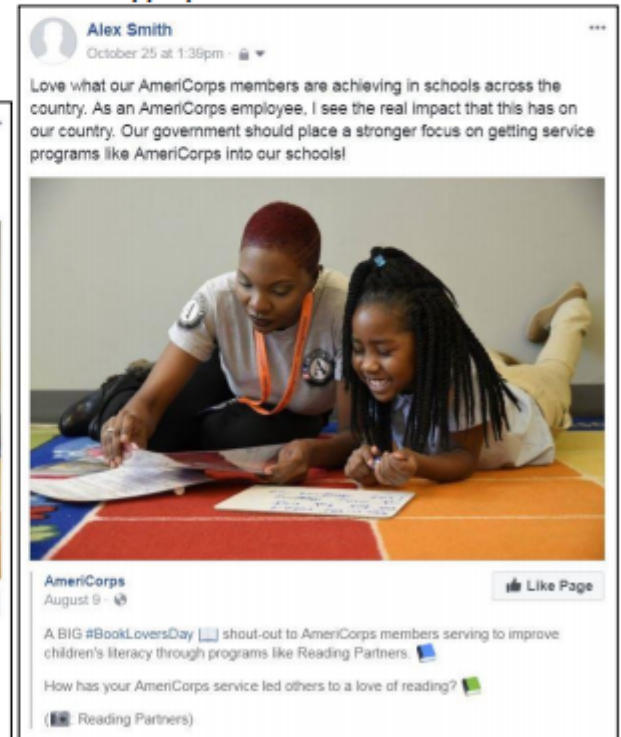 Alex Smith
October 25 at 1:39pm
Love what our AmeriCorps members are achieving in schools across the
country. As an AmeriCorps employee, I see the real impact that this has on
our country. Our government should place a stronger focus on getting service
programs like AmeriCorps into our schools!
AmeriCorps
August 9
Like Page
A BIG #BookLoversDay 📖 shout-out to AmeriCorps members serving to improve
children's literacy through programs like Reading Partners. 📘
How has your AmeriCorps service led others to a love of reading? 📗
(📷: Reading Partners)